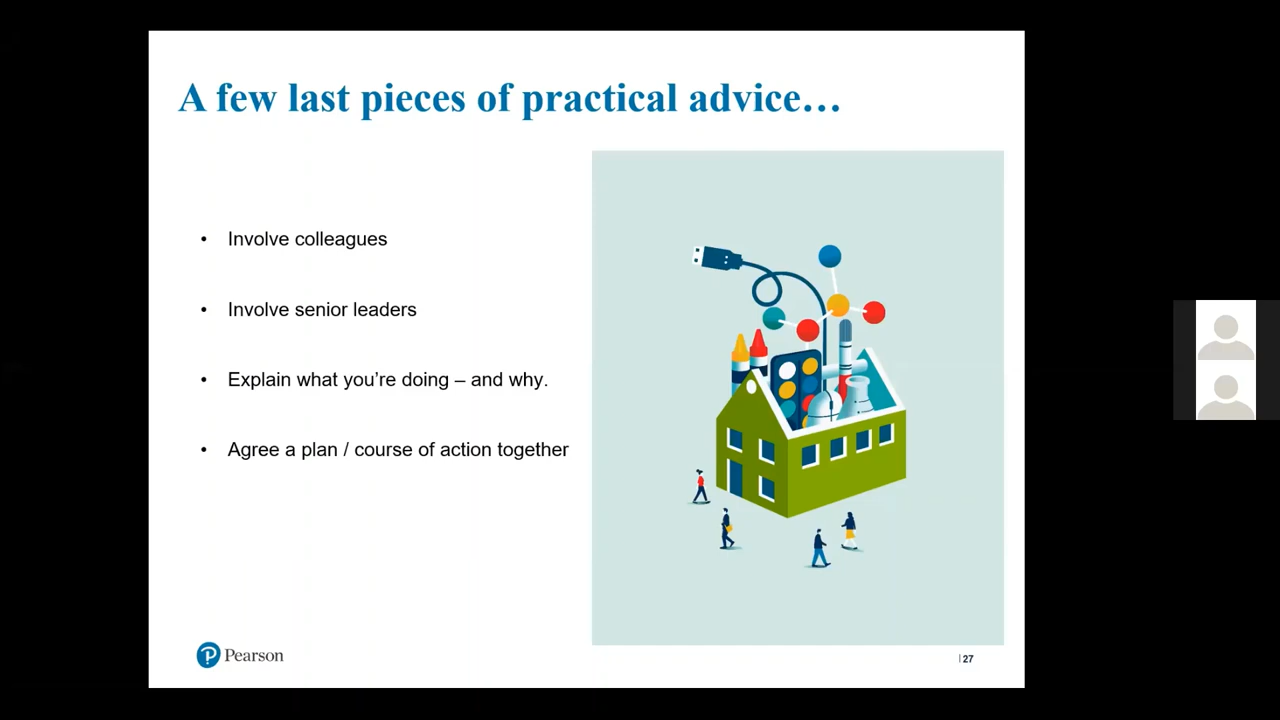 A few last pieces of practical advice…
• Involve colleagues
• Involve senior leaders
• Explain what you’re doing – and why.
• Agree a plan / course of action together
Pearson
| 27